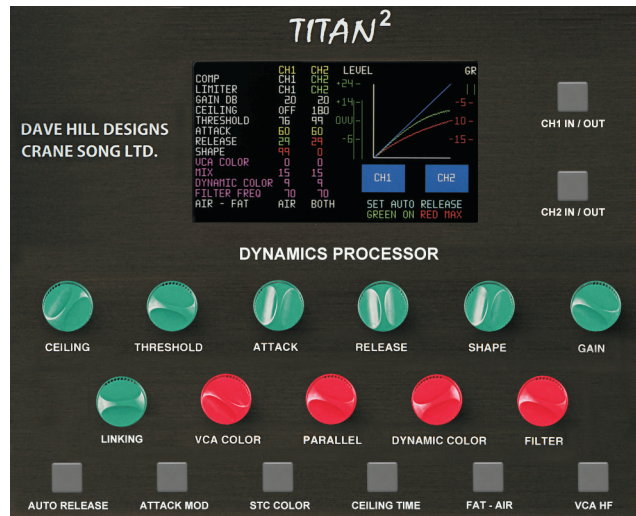 TITAN²
CH1 CH2
COMP CH1 CH2
LIMITER CH1 CH2
GAIN DB 20 20
CEILING OFF 180
THRESHOLD 76 99
ATTACK 60 60
RELEASE 29 29
SHAPE 99 0
VCA COLOR 0 0
MIX 15 15
DYNAMIC COLOR 9 9
FILTER FREQ 70 70
AIR - FAT AIR BOTH
LEVEL GR
+24-
+14-
0VU-
-6-
-5-
-10-
-15-
CH1 CH2
SET AUTO RELEASE
GREEN ON RED MAX
CH1 IN / OUT
CH2 IN / OUT
DAVE HILL DESIGNS
CRANE SONG LTD.
DYNAMICS PROCESSOR
CEILING THRESHOLD ATTACK RELEASE SHAPE GAIN
LINKING VCA COLOR PARALLEL DYNAMIC COLOR FILTER
AUTO RELEASE ATTACK MOD STC COLOR CEILING TIME FAT - AIR VCA HF